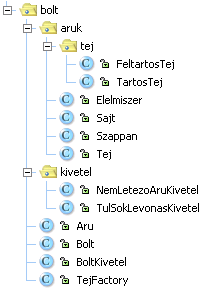 bolt
aruk
tej
FeltartosTej
TartosTej
Elelmiszer
Sajt
Szappan
Tej
kivetel
NemLetezoAruKivetel
TulSokLevonasKivetel
Aru
Bolt
BoltKivetel
TejFactory